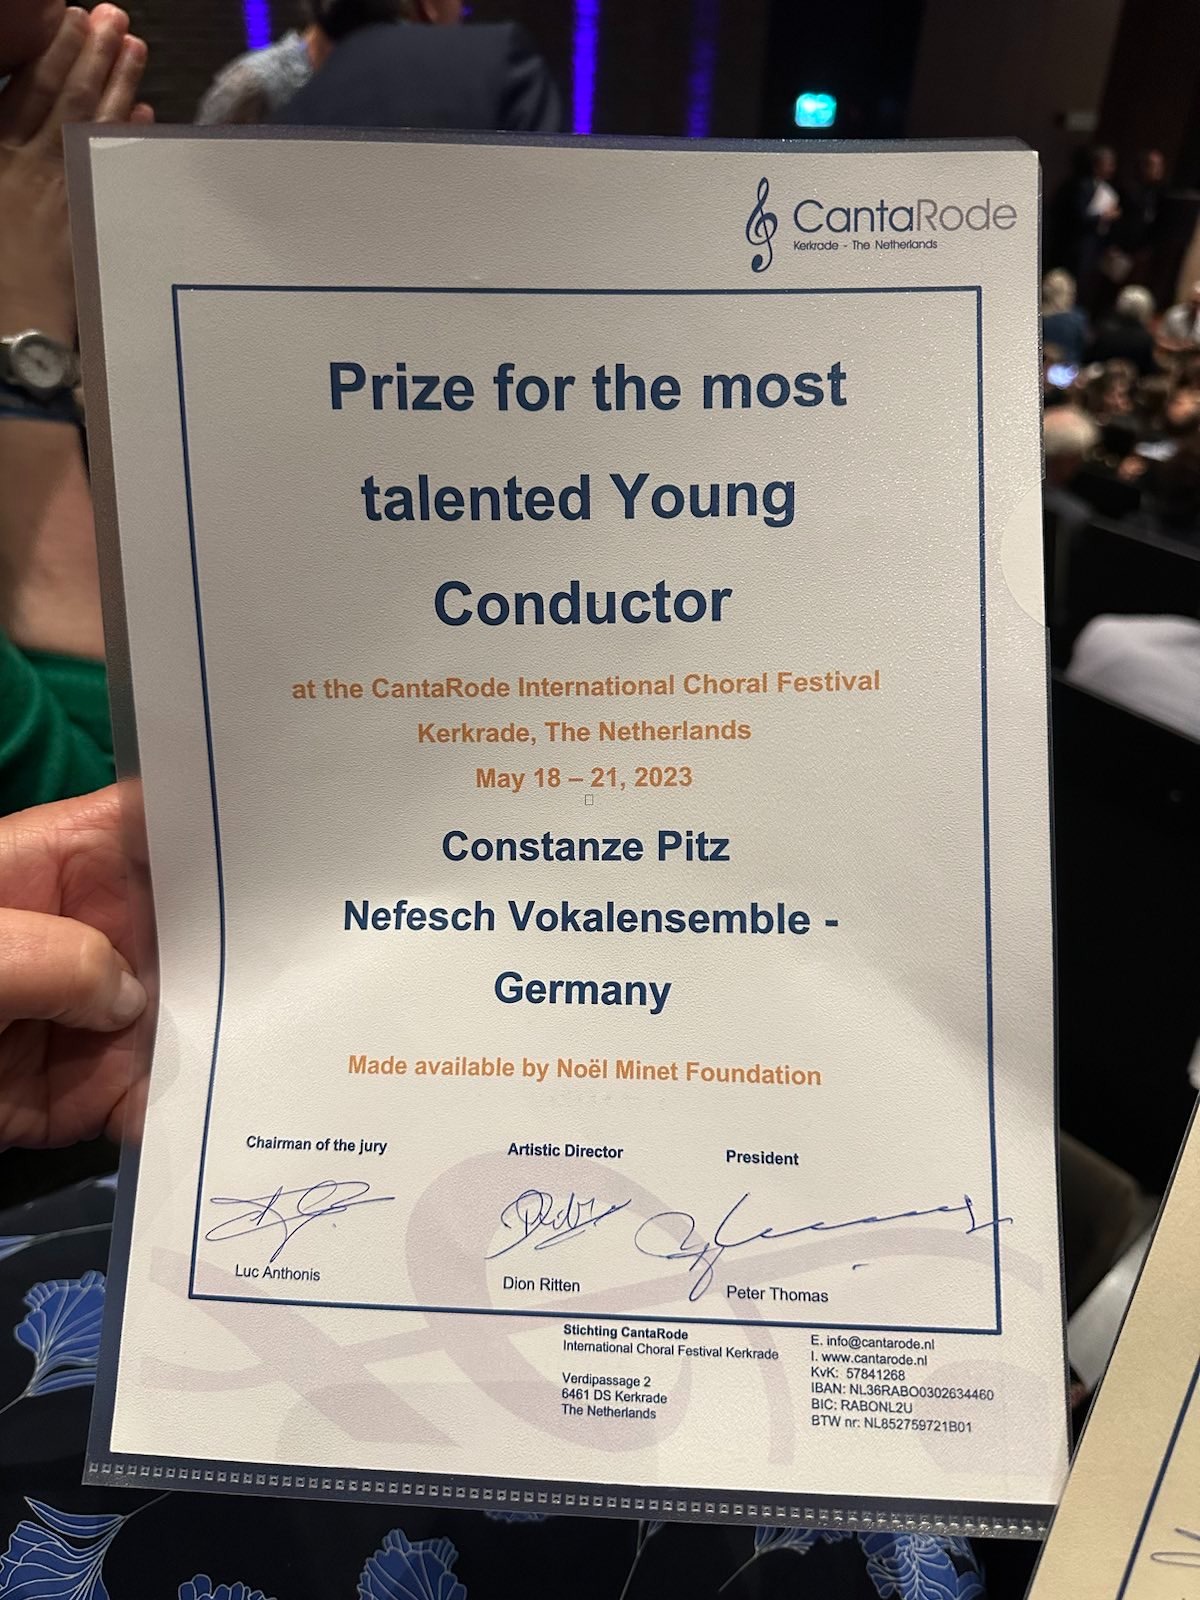 CantaRode
Kerkrade - The Netherlands
Prize for the most
talented Young
Conductor
at the CantaRode International Choral Festival
Kerkrade, The Netherlands
May 18 – 21, 2023
Constanze Pitz
Nefesch Vokalensemble -
Germany
Made available by Noël Minet Foundation
Chairman of the jury
Artistic Director
President
Luc Anthonis
Dion Ritten
Peter Thomas
Stichting CantaRode
International Choral Festival Kerkrade
Verdipassage 2
6461 DS Kerkrade
The Netherlands
E. info@cantarode.nl
I. www.cantarode.nl
KvK: 57841268
IBAN: NL36RABO0302634460
BIC: RABONL2U
BTW nr: NL852759721B01